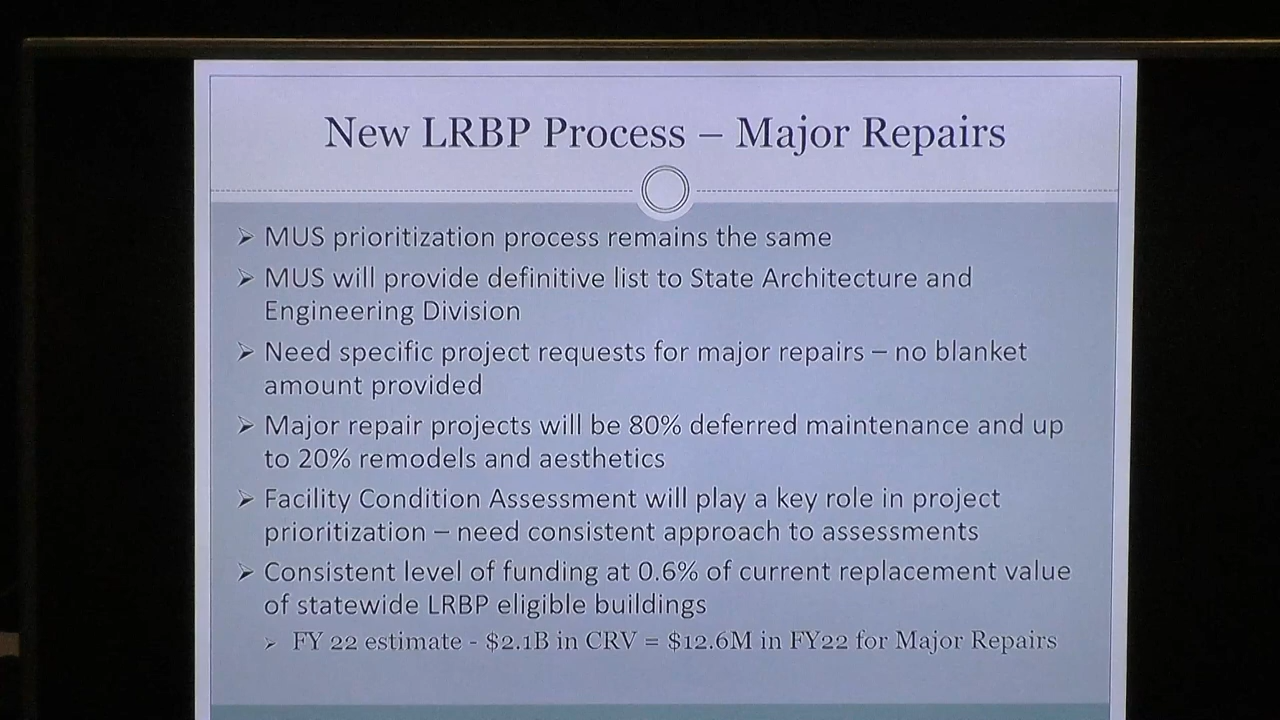 New LRBP Process – Major Repairs
➢ MUS prioritization process remains the same
➢ MUS will provide definitive list to State Architecture and
Engineering Division
➢ Need specific project requests for major repairs – no blanket
amount provided
➢ Major repair projects will be 80% deferred maintenance and up
to 20% remodels and aesthetics
➢ Facility Condition Assessment will play a key role in project
prioritization – need consistent approach to assessments
➢ Consistent level of funding at 0.6% of current replacement value
of statewide LRBP eligible buildings
➢ FY 22 estimate - $2.1B in CRV = $12.6M in FY22 for Major Repairs